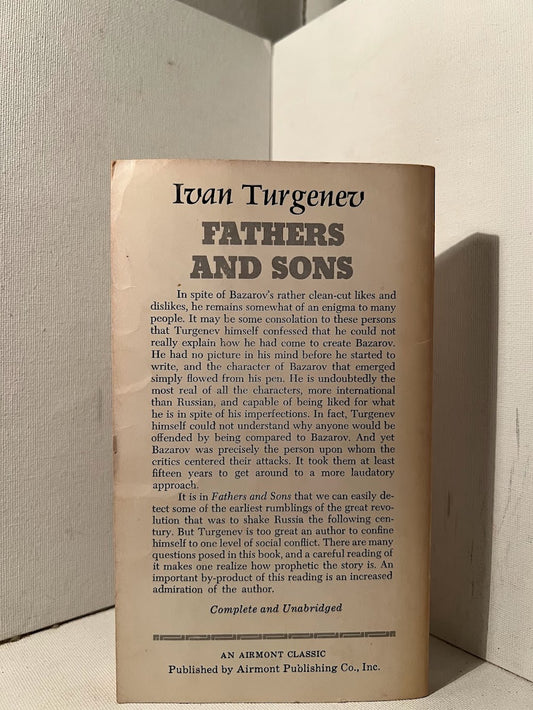 Ivan Turgenev
FATHERS
AND SONS
In spite of Bazarov's rather clean-cut likes and
dislikes, he remains somewhat of an enigma to many
people. It may be some consolation to these persons
that Turgenev himself confessed that he could not
really explain how he had come to create Bazarov.
He had no picture in his mind before he started to
write, and the character of Bazarov that emerged
simply flowed from his pen. He is undoubtedly the
most real of all the characters, more international
than Russian, and capable of being liked for what
he is in spite of his imperfections. In fact, Turgenev
himself could not understand why anyone would be
offended by being compared to Bazarov. And yet
Bazarov was precisely the person upon whom the
critics centered their attacks. It took them at least
fifteen years to get around to a more laudatory
approach.
It is in Fathers and Sons that we can easily de-
tect some of the earliest rumblings of the great revo-
lution that was to shake Russia the following cen-
tury. But Turgenev is too great an author to confine
himself to one level of social conflict. There are many
questions posed in this book, and a careful reading of
it makes one realize how prophetic the story is. An
important by-product of this reading is an increased
admiration of the author.
Complete and Unabridged
AN AIRMONT CLASSIC
Published by Airmont Publishing Co., Inc.